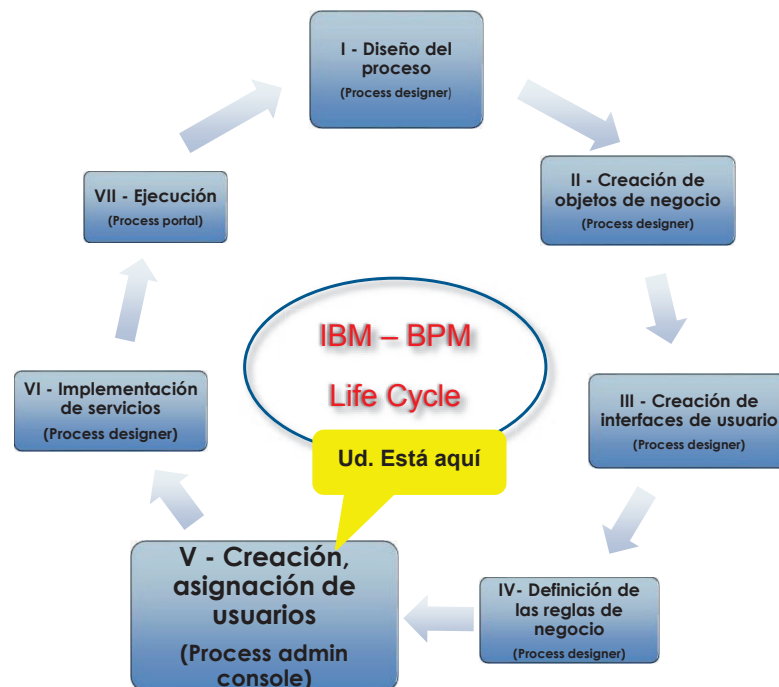 I - Diseño del
proceso
(Process designer)
II - Creación de
objetos de negocio
(Process designer)
III - Creación de
interfaces de usuario
(Process designer)
IV- Definición de
las reglas de
negocio
(Process designer)
V - Creación,
asignación de
usuarios
(Process admin
console)
VI - Implementación
de servicios
(Process designer)
VII - Ejecución
(Process portal)
IBM – BPM
Life Cycle
Ud. Está aquí